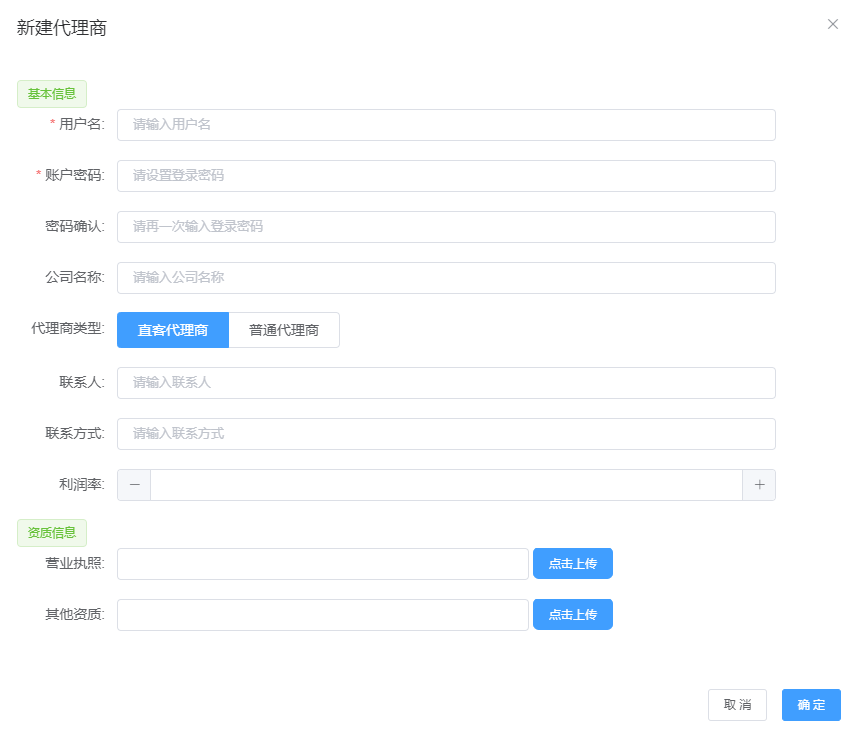 新建代理商
基本信息
* 用户名: 请输入用户名
* 账户密码: 请设置登录密码
密码确认: 请再一次输入登录密码
公司名称: 请输入公司名称
代理商类型: 直客代理商 普通代理商
联系人: 请输入联系人
联系方式: 请输入联系方式
利润率:
资质信息
营业执照: 点击上传
其他资质: 点击上传
取 消 确 定